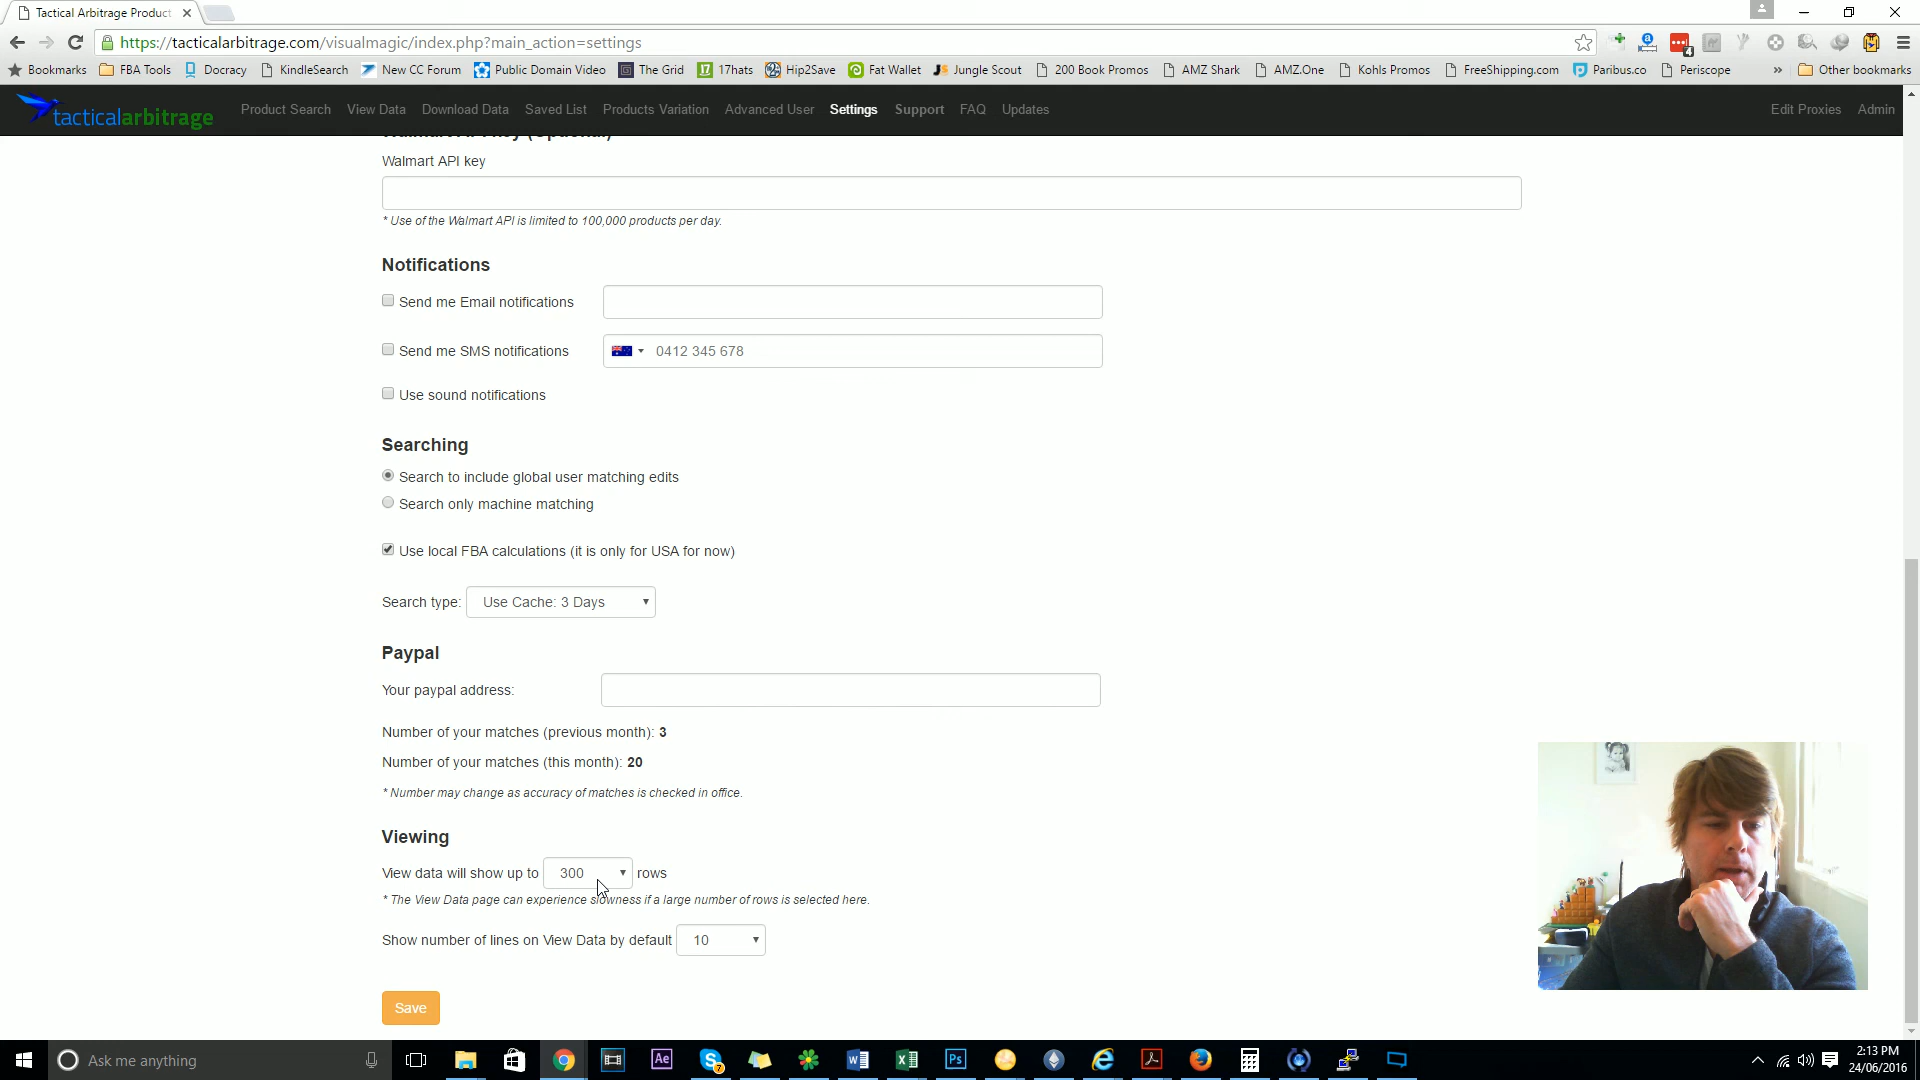 Tactical Arbitrage Product
https://tacticalarbitrage.com/visualmagic/index.php?main_action=settings
4
Bookmarks FBA Tools Docracy KindleSearch New CC Forum Public Domain Video The Grid 17hats Hip2Save Fat Wallet Jungle Scout 200 Book Promos AMZ Shark AMZ.One Kohls Promos FreeShipping.com Paribus.co Periscope » Other bookmarks
tacticalarbitrage Product Search View Data Download Data Saved List Products Variation Advanced User Settings Support FAQ Updates Edit Proxies Admin
Walmart API key
* Use of the Walmart API is limited to 100,000 products per day.
Notifications
Send me Email notifications
Send me SMS notifications 0412 345 678
Use sound notifications
Searching
Search to include global user matching edits
Search only machine matching
Use local FBA calculations (it is only for USA for now)
Search type: Use Cache: 3 Days
Paypal
Your paypal address:
Number of your matches (previous month): 3
Number of your matches (this month): 20
* Number may change as accuracy of matches is checked in office.
Viewing
View data will show up to 300 rows
* The View Data page can experience slowness if a large number of rows is selected here.
Show number of lines on View Data by default 10
Save
Ask me anything
Ae
7
Ps
2:13 PM
24/06/2016